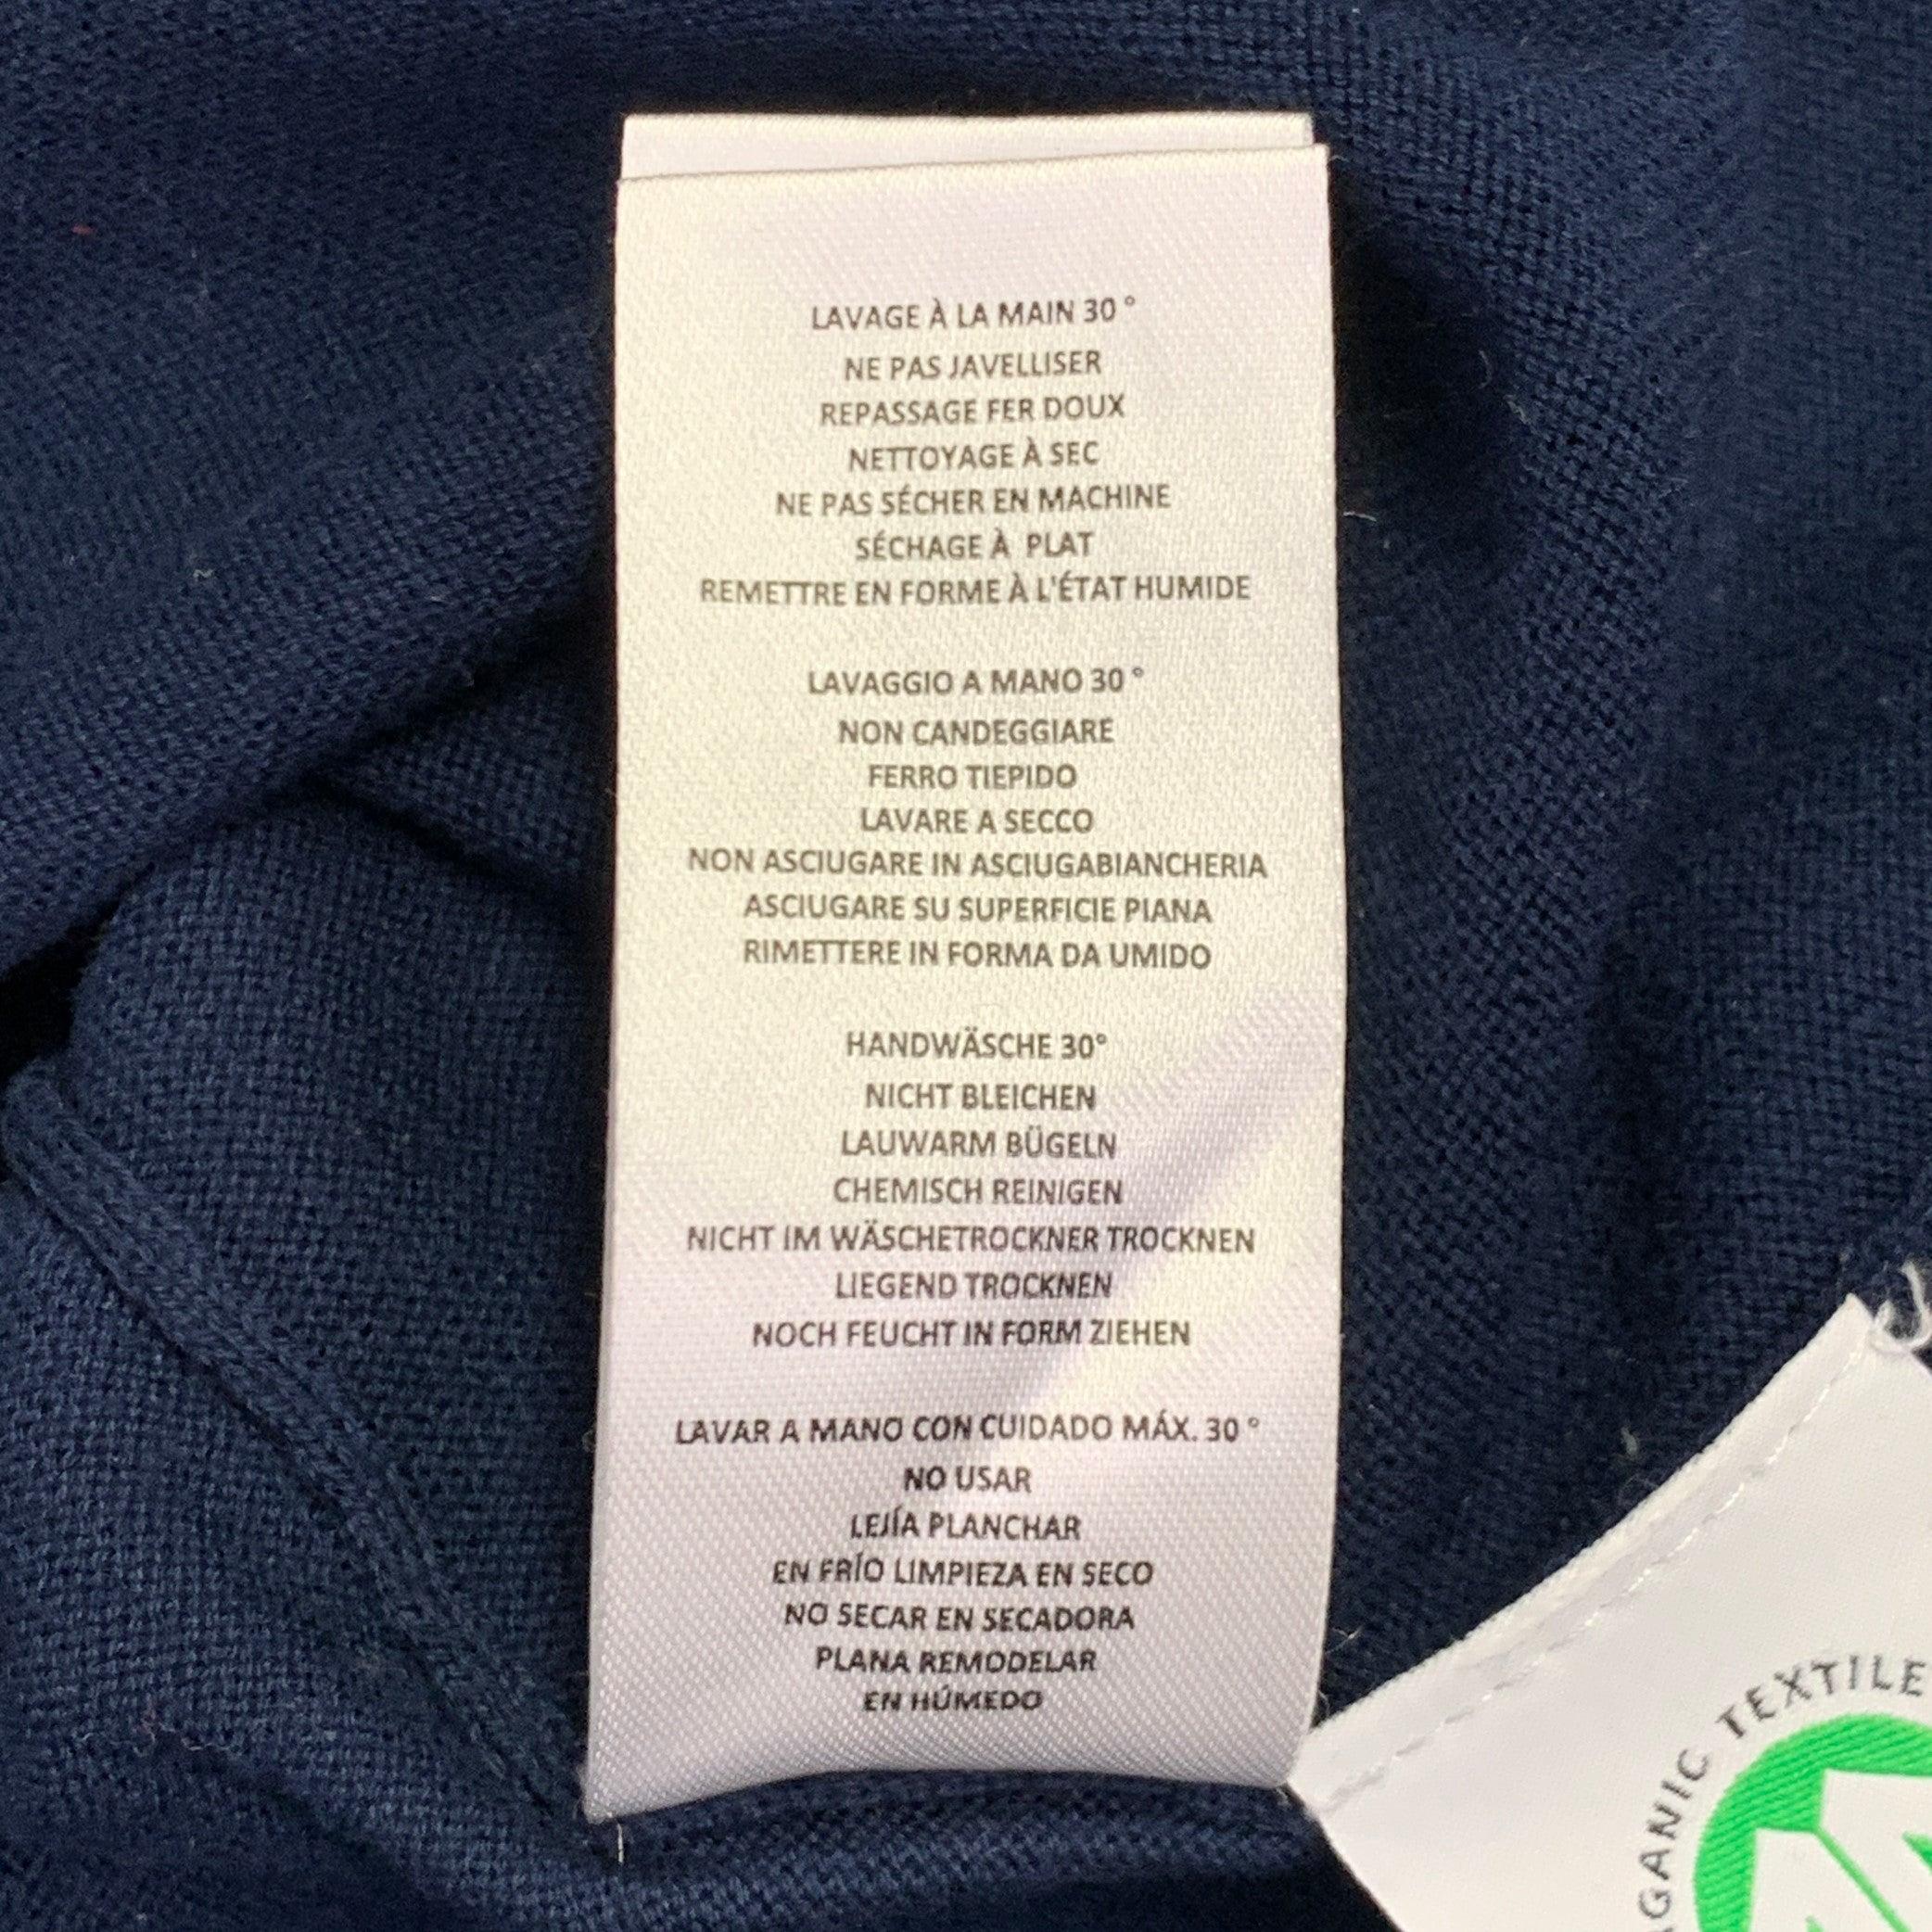 LAVAGE À LA MAIN 30 °
NE PAS JAVELLISER
REPASSAGE FER DOUX
NETTOYAGE À SEC
NE PAS SÉCHER EN MACHINE
SÉCHAGE À PLAT
REMETTRE EN FORME À L'ÉTAT HUMIDE
LAVAGGIO A MANO 30 °
NON CANDEGGIARE
FERRO TIEPIDO
LAVARE A SECCO
NON ASCIUGARE IN ASCIUGABIANCHERIA
ASCIUGARE SU SUPERFICIE PIANA
RIMETTERE IN FORMA DA UMIDO
HANDWÄSCHE 30°
NICHT BLEICHEN
LAUWARM BÜGELN
CHEMISCH REINIGEN
NICHT IM WÄSCHETROCKNER TROCKNEN
LIEGEND TROCKNEN
NOCH FEUCHT IN FORM ZIEHEN
LAVAR A MANO CON CUIDADO MÁX. 30 °
NO USAR
LEJÍA PLANCHAR
EN FRÍO LIMPIEZA EN SECO
NO SECAR EN SECADORA
PLANA REMODELAR
EN HÚMEDO
GANIC TEXTILE